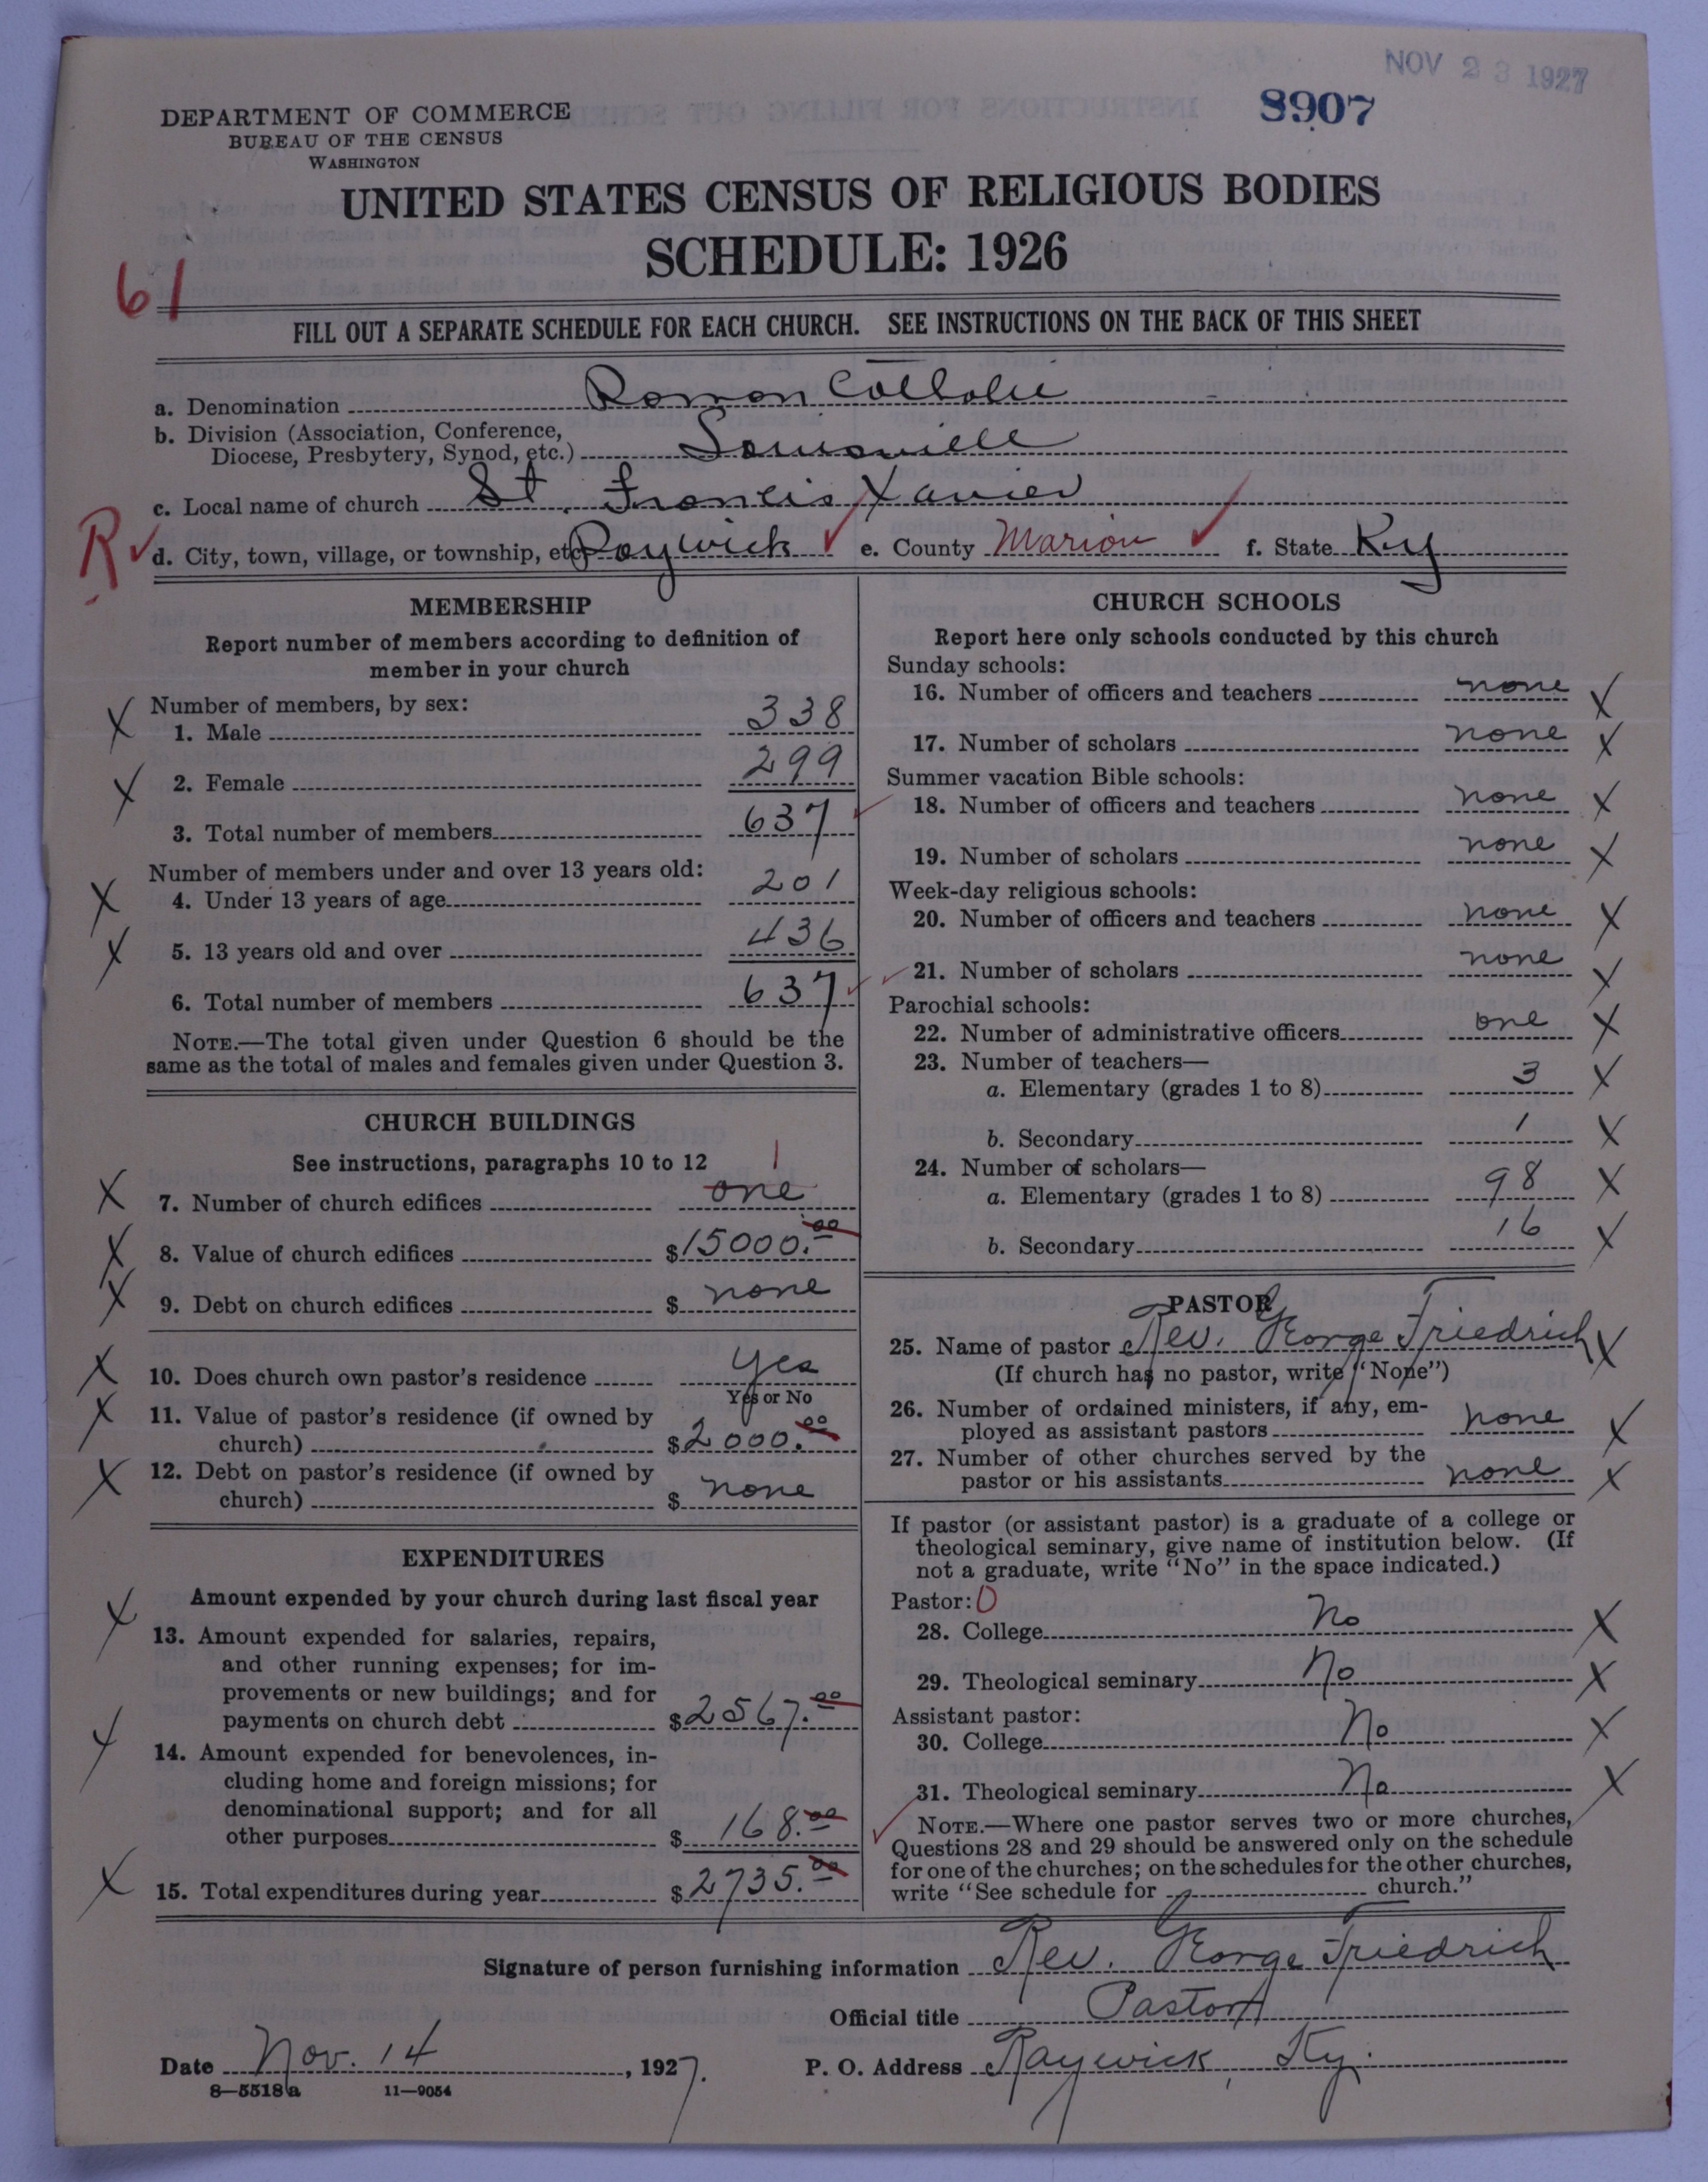 NOV 23 1927
8907
DEPARTMENT OF COMMERCE
BUREAU OF THE CENSUS
WASHINGTON
UNITED STATES CENSUS OF RELIGIOUS BODIES
SCHEDULE: 1926
61
FILL OUT A SEPARATE SCHEDULE FOR EACH CHURCH. SEE INSTRUCTIONS ON THE BACK OF THIS SHEET
a. Denomination Roman Catholic
b. Division (Association, Conference,
Diocese, Presbytery, Synod, etc.) Louisville
c. Local name of church St. Francis Xavier
R
d. City, town, village, or township, etc. Raywick e. County Marion f. State Ky
MEMBERSHIP
Report number of members according to definition of
member in your church
Number of members, by sex:
X 1. Male 338
X 2. Female 299
3. Total number of members 637
Number of members under and over 13 years old:
X 4. Under 13 years of age 201
X 5. 13 years old and over 436
6. Total number of members 637
NOTE.—The total given under Question 6 should be the
same as the total of males and females given under Question 3.
CHURCH BUILDINGS
See instructions, paragraphs 10 to 12 1
X 7. Number of church edifices one
X 8. Value of church edifices $15000.00
X 9. Debt on church edifices $ none
X 10. Does church own pastor's residence yes
Yes or No
X 11. Value of pastor's residence (if owned by
church) $2000.00
X 12. Debt on pastor's residence (if owned by
church) $ none
EXPENDITURES
Amount expended by your church during last fiscal year
X 13. Amount expended for salaries, repairs,
and other running expenses; for im-
provements or new buildings; and for
payments on church debt $2567.00
X 14. Amount expended for benevolences, in-
cluding home and foreign missions; for
denominational support; and for all
other purposes $ 168.00
X 15. Total expenditures during year $2735.00
CHURCH SCHOOLS
Report here only schools conducted by this church
Sunday schools:
16. Number of officers and teachers none X
17. Number of scholars none X
Summer vacation Bible schools:
18. Number of officers and teachers none X
19. Number of scholars none X
Week-day religious schools:
20. Number of officers and teachers none X
21. Number of scholars none X
Parochial schools:
22. Number of administrative officers one X
23. Number of teachers—
a. Elementary (grades 1 to 8) 3 X
b. Secondary 1 X
24. Number of scholars—
a. Elementary (grades 1 to 8) 98 X
b. Secondary 16 X
PASTOR
25. Name of pastor Rev. George Friedrich X
(If church has no pastor, write "None")
26. Number of ordained ministers, if any, em-
ployed as assistant pastors none X
27. Number of other churches served by the
pastor or his assistants none X
If pastor (or assistant pastor) is a graduate of a college or
theological seminary, give name of institution below. (If
not a graduate, write "No" in the space indicated.)
Pastor: 0
28. College No X
29. Theological seminary No X
Assistant pastor:
30. College No X
31. Theological seminary No X
NOTE.—Where one pastor serves two or more churches,
Questions 28 and 29 should be answered only on the schedule
for one of the churches; on the schedules for the other churches,
write "See schedule for church."
Signature of person furnishing information Rev. George Friedrich
Official title Pastor
Date Nov. 14, 1927. P. O. Address Raywick, Ky.
8—5518a 11—9054